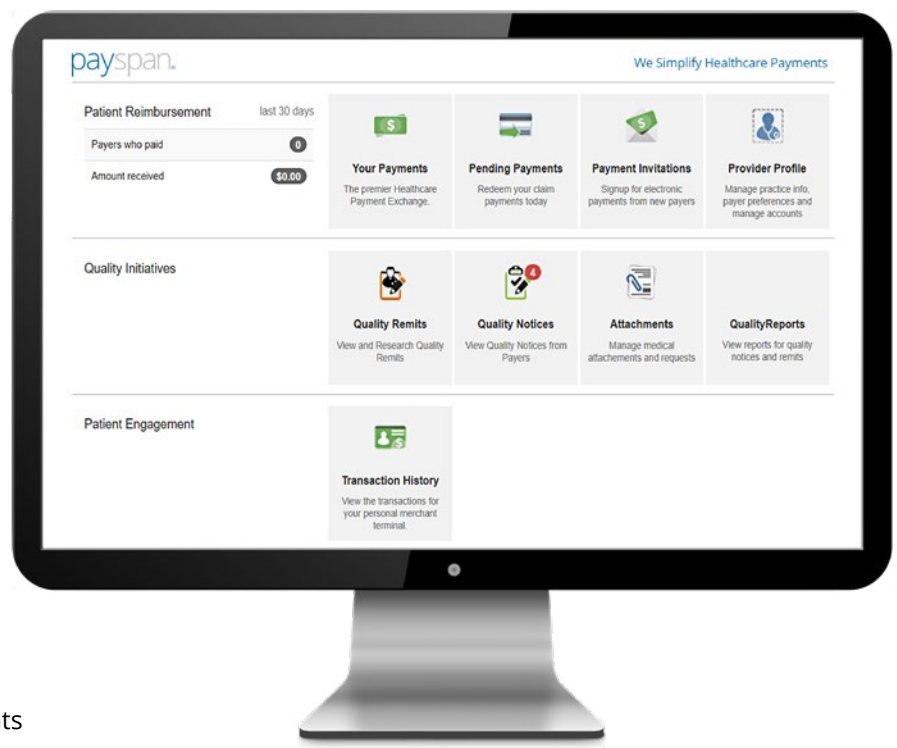 payspan.
We Simplify Healthcare Payments
Patient Reimbursement
last 30 days
Payers who paid
0
Amount received
$0.00
Your Payments
The premier Healthcare
Payment Exchange.
Pending Payments
Redeem your claim
payments today
Payment Invitations
Signup for electronic
payments from new payers
Provider Profile
Manage practice info,
payer preferences and
manage accounts
Quality Initiatives
Quality Remits
View and Research Quality
Remits
4
Quality Notices
View Quality Notices from
Payers
Attachments
Manage medical
attachements and requests
QualityReports
View reports for quality
notices and remits
Patient Engagement
Transaction History
View the transactions for
your personal merchant
terminal.